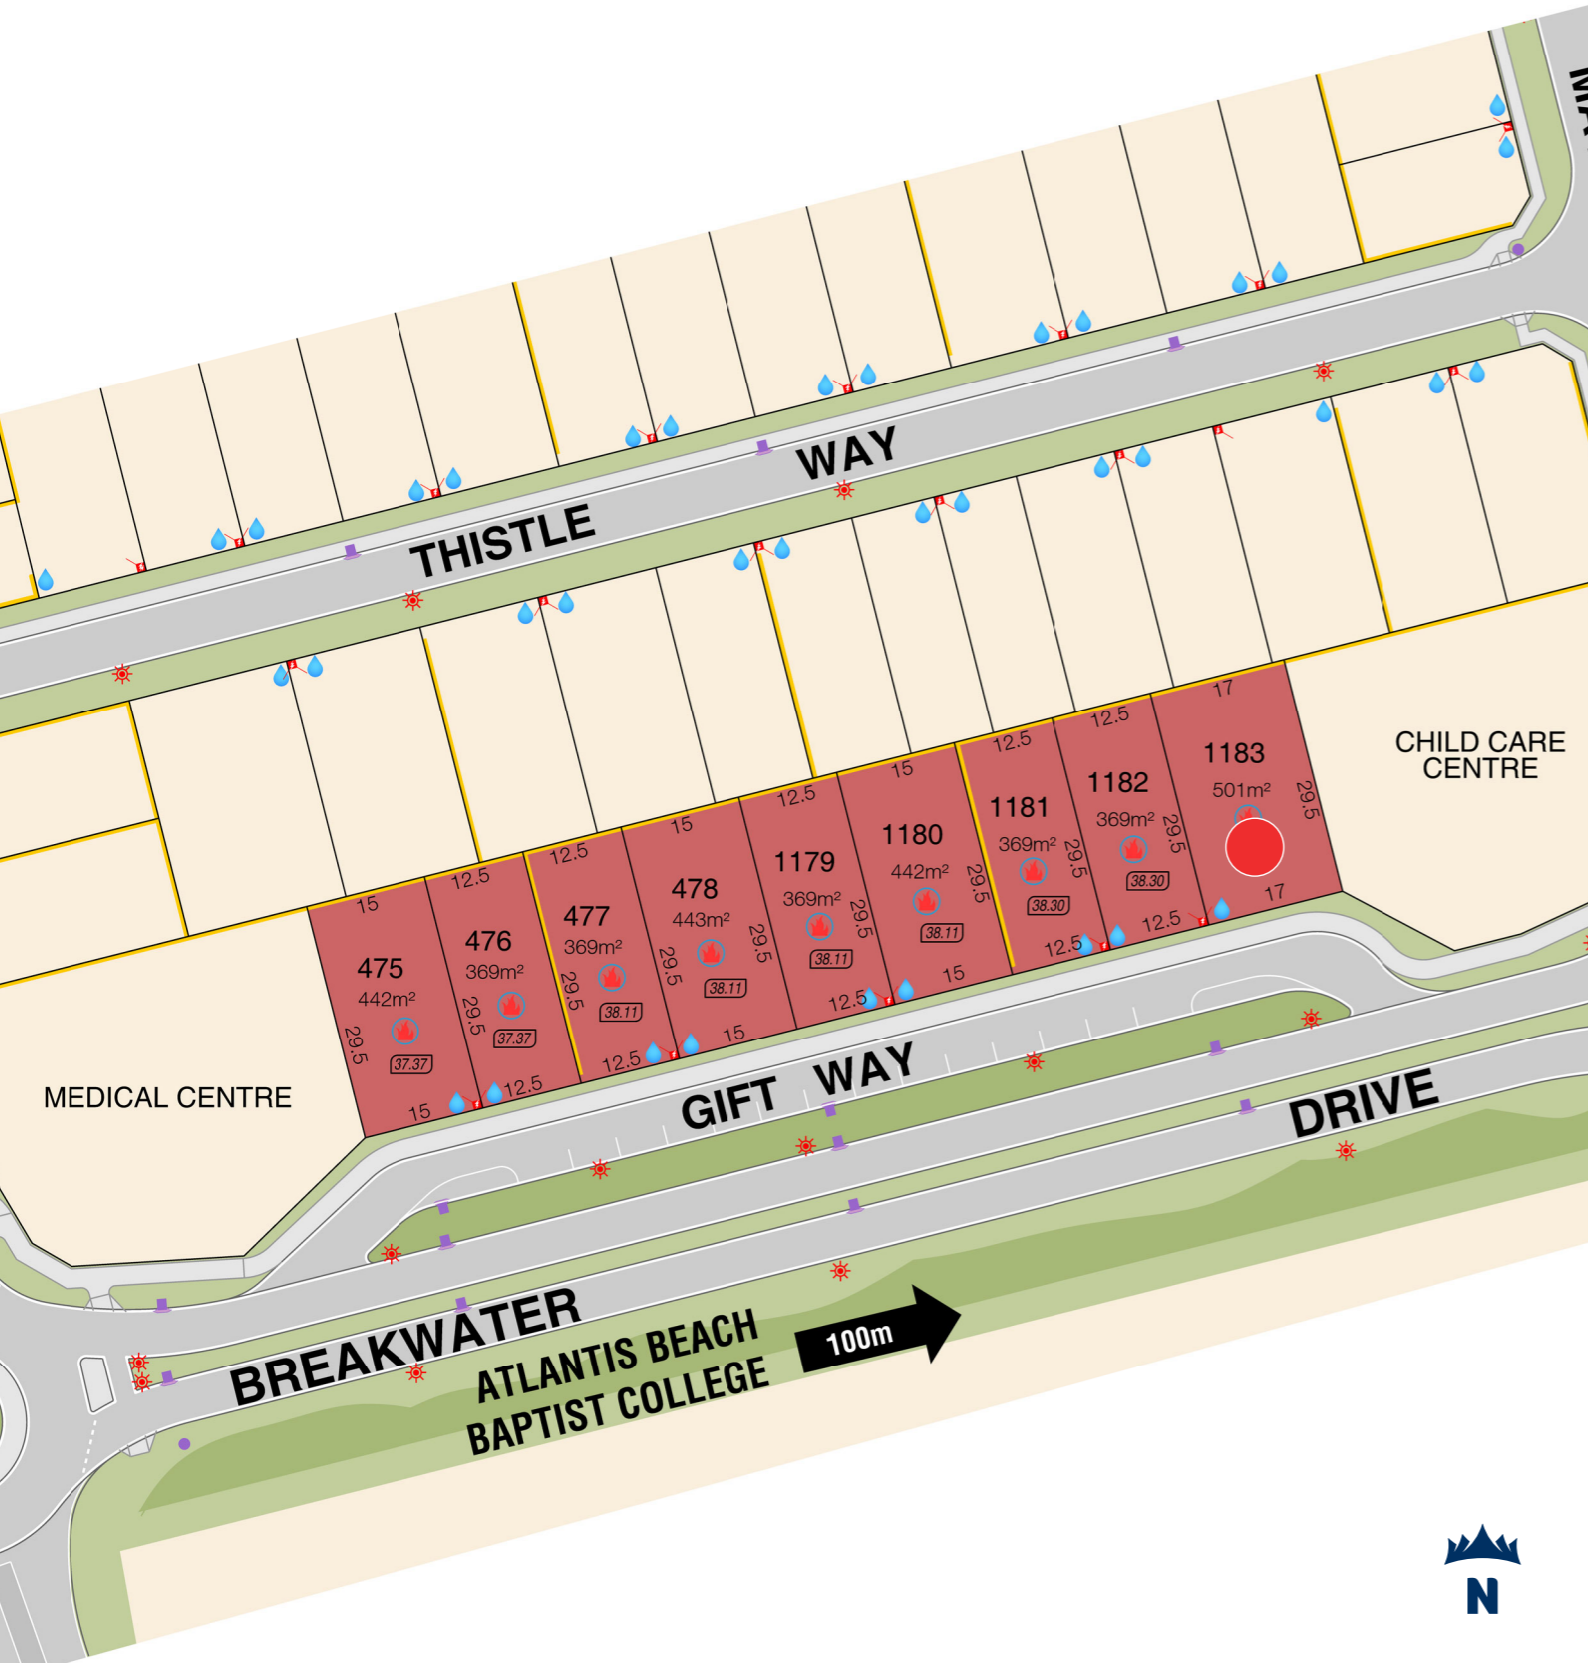 MA
THISTLE WAY
CHILD CARE
CENTRE
17
1183
501m²
29.5
17
12.5
1182
369m²
29.5
38.30
12.5
12.5
1181
369m²
29.5
38.30
12.5
15
1180
442m²
29.5
38.11
15
12.5
1179
369m²
29.5
38.11
12.5
15
478
443m²
29.5
38.11
15
12.5
477
369m²
29.5
38.11
12.5
12.5
476
369m²
29.5
37.37
12.5
15
475
442m²
29.5
37.37
15
29.5
MEDICAL CENTRE
GIFT WAY
BREAKWATER DRIVE
ATLANTIS BEACH
BAPTIST COLLEGE
100m
N